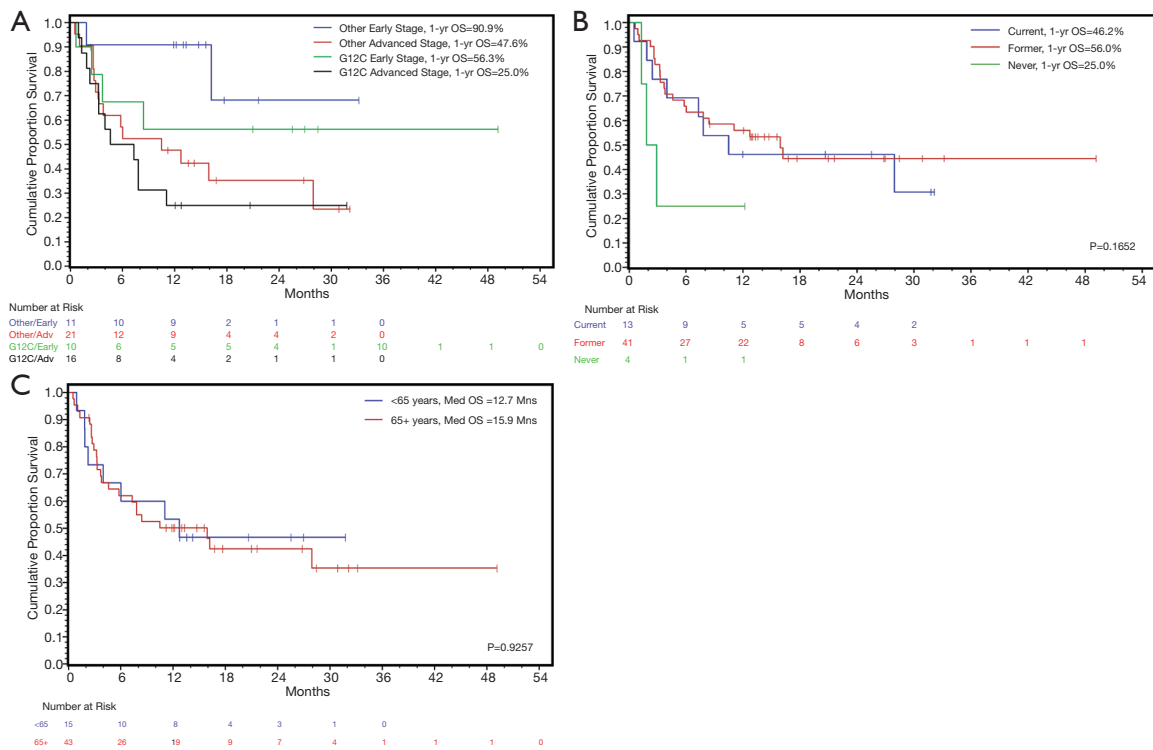 A
Other Early Stage, 1-yr OS=90.9%
Other Advanced Stage, 1-yr OS=47.6%
G12C Early Stage, 1-yr OS=56.3%
G12C Advanced Stage, 1-yr OS=25.0%
Cumulative Proportion Survival
1.0
0.9
0.8
0.7
0.6
0.5
0.9
0.3
0.2
0.1
0.0
0 6 12 18 24 30 36 42 48 54
Months
Number at Risk
Other/Early 11 10 9 2 1 1 0
Other/Adv 21 12 9 4 4 2 0
G12C/Early 10 6 5 5 4 1 10 1 1 0
G12C/Adv 16 8 4 2 1 1 0
B
Current, 1-yr OS=46.2%
Former, 1-yr OS=56.0%
Never, 1-yr OS=25.0%
Cumulative Proportion Survival
1.0
0.9
0.8
0.7
0.6
0.5
0.9
0.3
0.2
0.1
0.0
P=0.1652
0 6 12 18 24 30 36 42 48 54
Months
Number at Risk
Current 13 9 5 5 4 2
Former 41 27 22 8 6 3 1 1 1
Never 4 1 1
C
<65 years, Med OS =12.7 Mns
65+ years, Med OS =15.9 Mns
Cumulative Proportion Survival
1.0
0.9
0.8
0.7
0.6
0.5
0.4
0.3
0.2
0.1
0.0
P=0.9257
0 6 12 18 24 30 36 42 48 54
Months
Number at Risk
<65 15 10 8 4 3 1 0
65+ 43 26 19 9 7 4 1 1 1 0